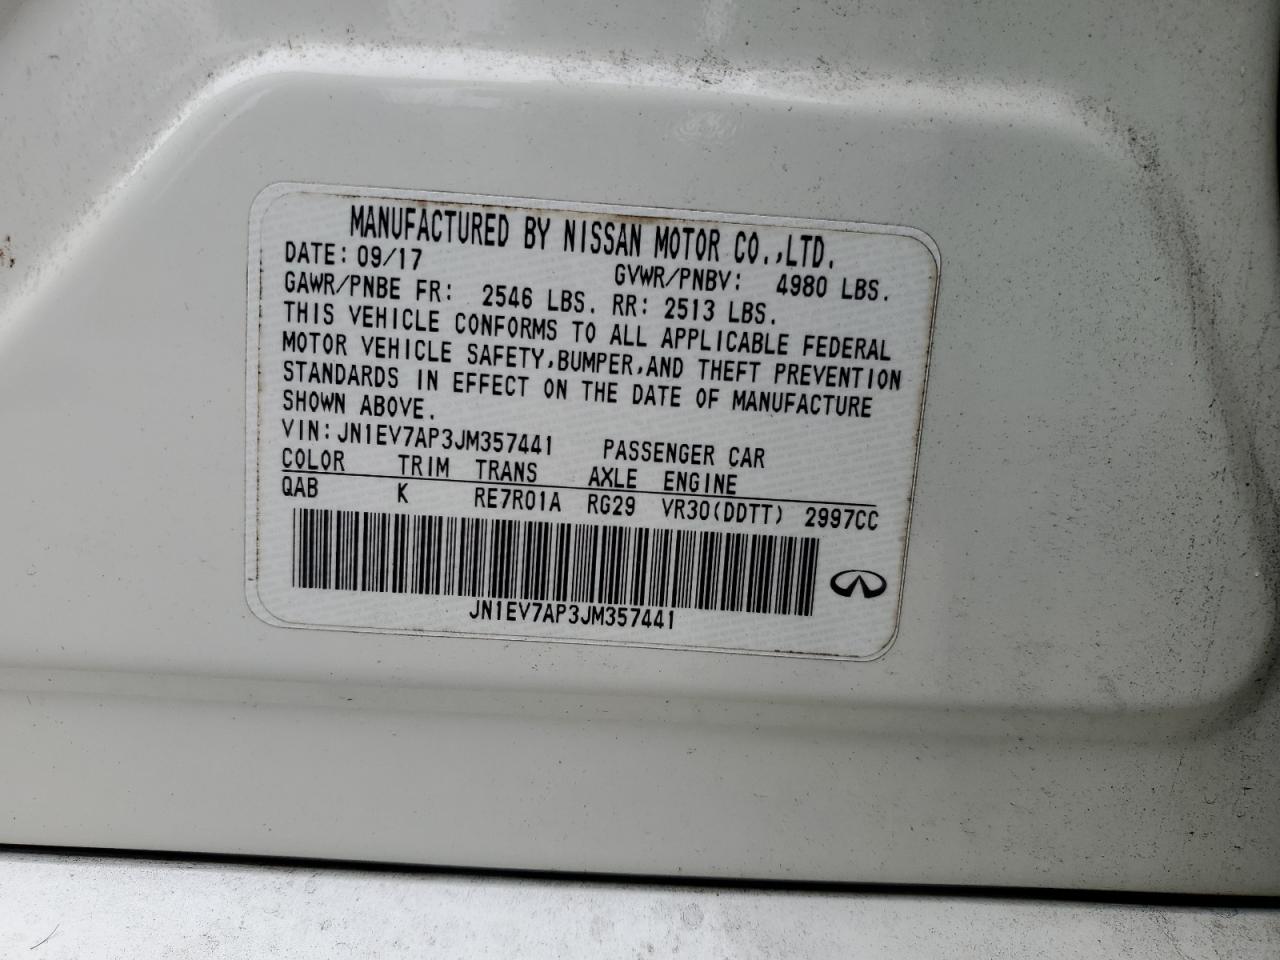 MANUFACTURED BY NISSAN MOTOR CO.,LTD.
DATE: 09/17 GVWR/PNBV: 4980 LBS.
GAWR/PNBE FR: 2546 LBS. RR: 2513 LBS.
THIS VEHICLE CONFORMS TO ALL APPLICABLE FEDERAL
MOTOR VEHICLE SAFETY,BUMPER,AND THEFT PREVENTION
STANDARDS IN EFFECT ON THE DATE OF MANUFACTURE
SHOWN ABOVE.
VIN:JN1EV7AP3JM357441 PASSENGER CAR
COLOR TRIM TRANS AXLE ENGINE
QAB K RE7R01A RG29 VR30(DDTT) 2997CC
JN1EV7AP3JM357441